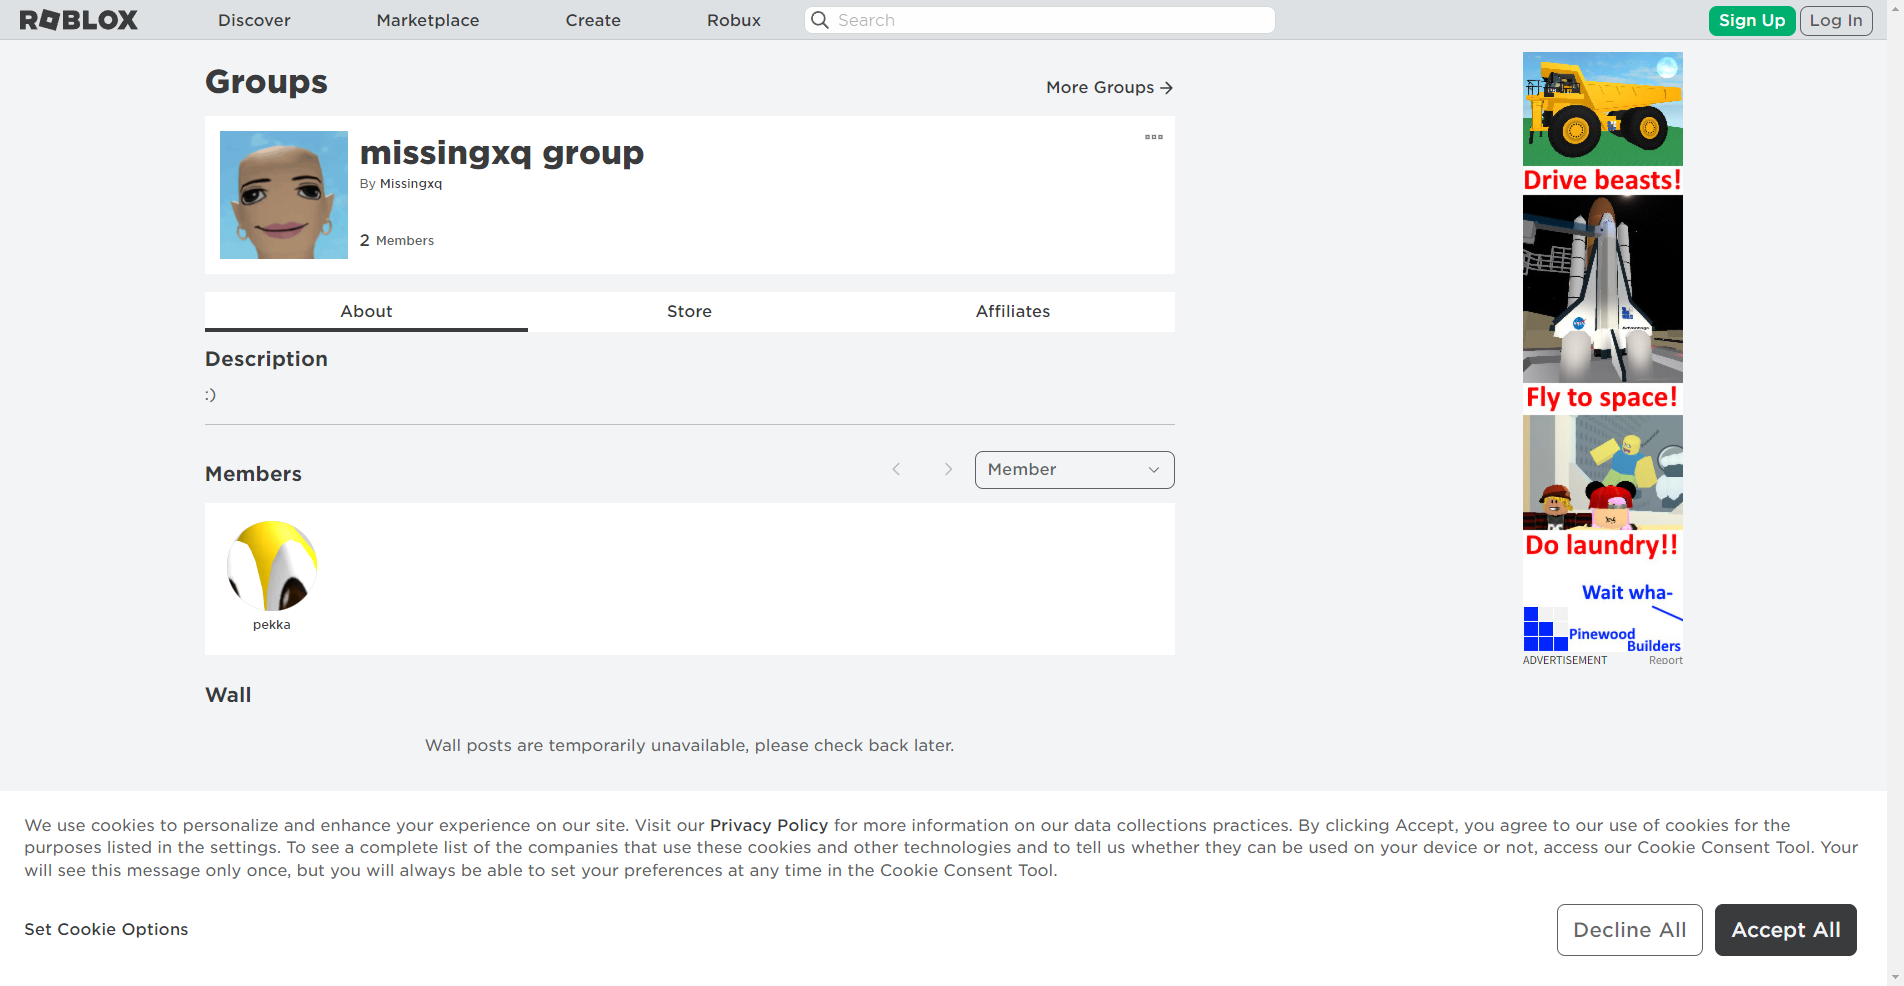 ROBLOX
Discover
Marketplace
Create
Robux
Search
Sign Up
Log In
Groups
More Groups
missingxq group
By Missingxq
2 Members
About
Store
Affiliates
Description
:)
Members
Member
pekka
Wall
Wall posts are temporarily unavailable, please check back later.
Drive beasts!
Fly to space!
Do laundry!!
Wait wha-
Pinewood
Builders
ADVERTISEMENT
Report
We use cookies to personalize and enhance your experience on our site. Visit our Privacy Policy for more information on our data collections practices. By clicking Accept, you agree to our use of cookies for the
purposes listed in the settings. To see a complete list of the companies that use these cookies and other technologies and to tell us whether they can be used on your device or not, access our Cookie Consent Tool. Your
will see this message only once, but you will always be able to set your preferences at any time in the Cookie Consent Tool.
Set Cookie Options
Decline All
Accept All